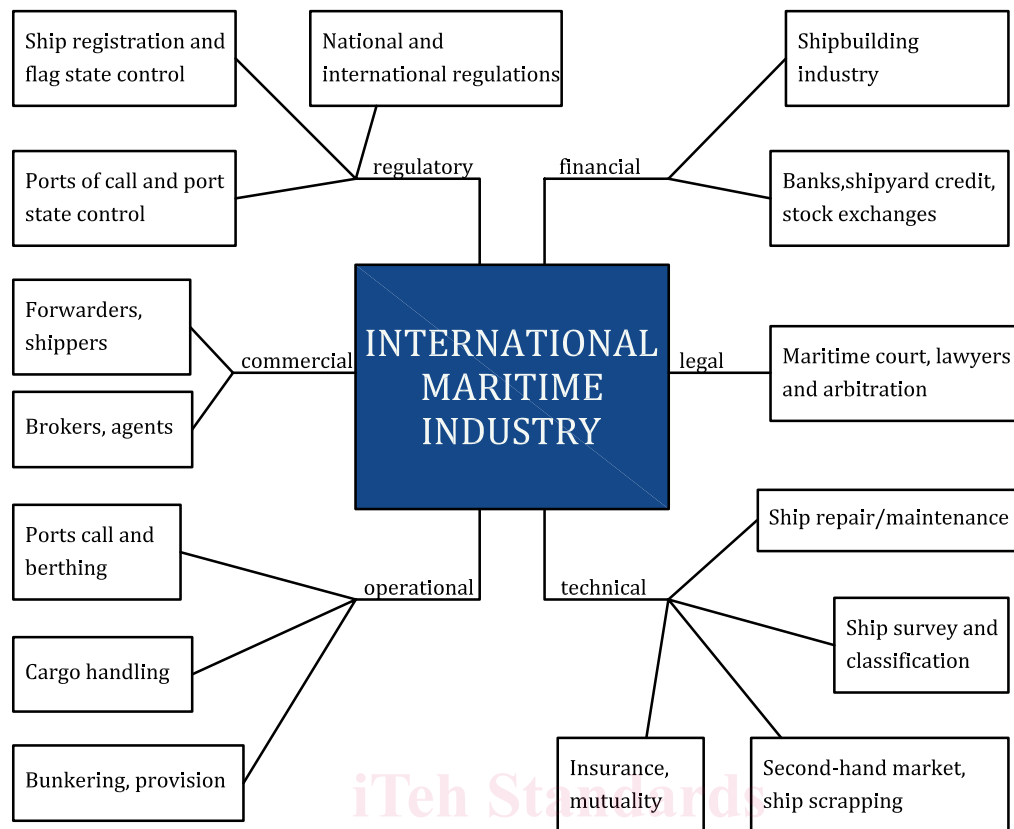 Ship registration and
flag state control
National and
international regulations
Shipbuilding
industry
regulatory
financial
Ports of call and port
state control
Banks,shipyard credit,
stock exchanges
Forwarders,
shippers
commercial
Brokers, agents
INTERNATIONAL
MARITIME
INDUSTRY
legal
Maritime court, lawyers
and arbitration
Ports call and
berthing
operational
Cargo handling
Bunkering, provision
technical
Ship repair/maintenance
Ship survey and
classification
Insurance,
mutuality
Second-hand market,
ship scrapping
iTeh Standards